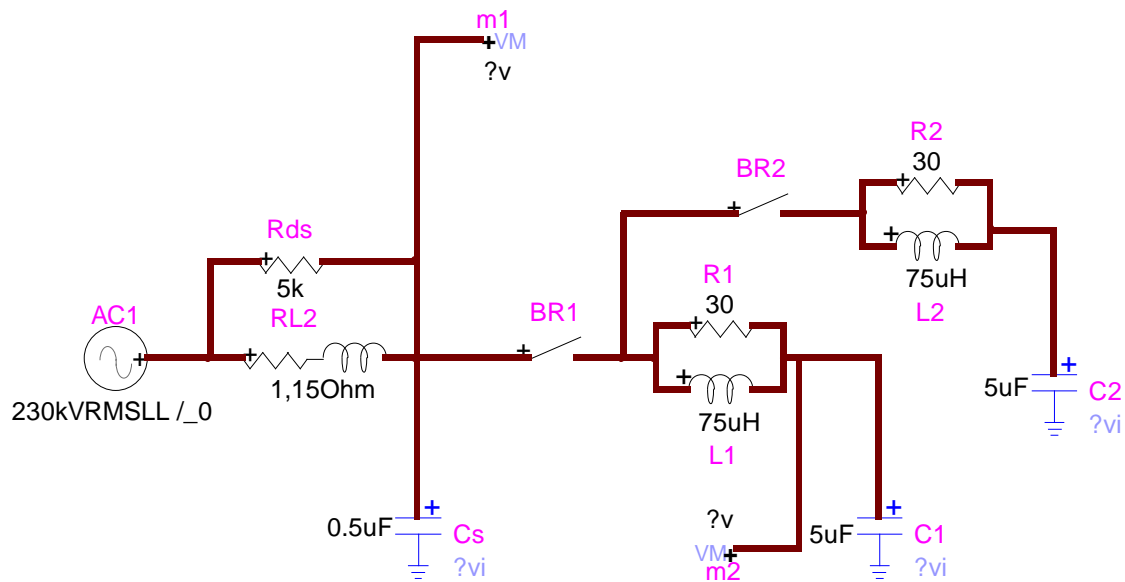 m1
+VM
?v
R2
+ 30
BR2
+
+
75uH
L2
Rds
+
5k
R1
+ 30
AC1
+
RL2
+
1,15Ohm
BR1
+
+
75uH
L1
230kVRMSLL /_0
+
5uF
C2
?vi
+
0.5uF
Cs
?vi
?v
VM+
m2
+
5uF
C1
?vi